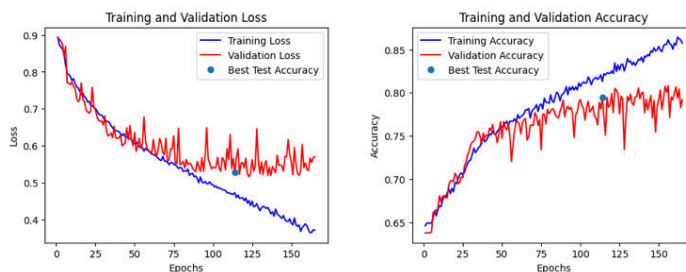 Training and Validation Loss
0.9
0.8
0.7
0.6
0.5
0.4
Loss
Training Loss
Validation Loss
Best Test Accuracy
0
25
50
75
100
125
150
Epochs
Training and Validation Accuracy
0.85
0.80
0.75
0.70
0.65
Accuracy
Training Accuracy
Validation Accuracy
Best Test Accuracy
0
25
50
75
100
125
150
Epochs